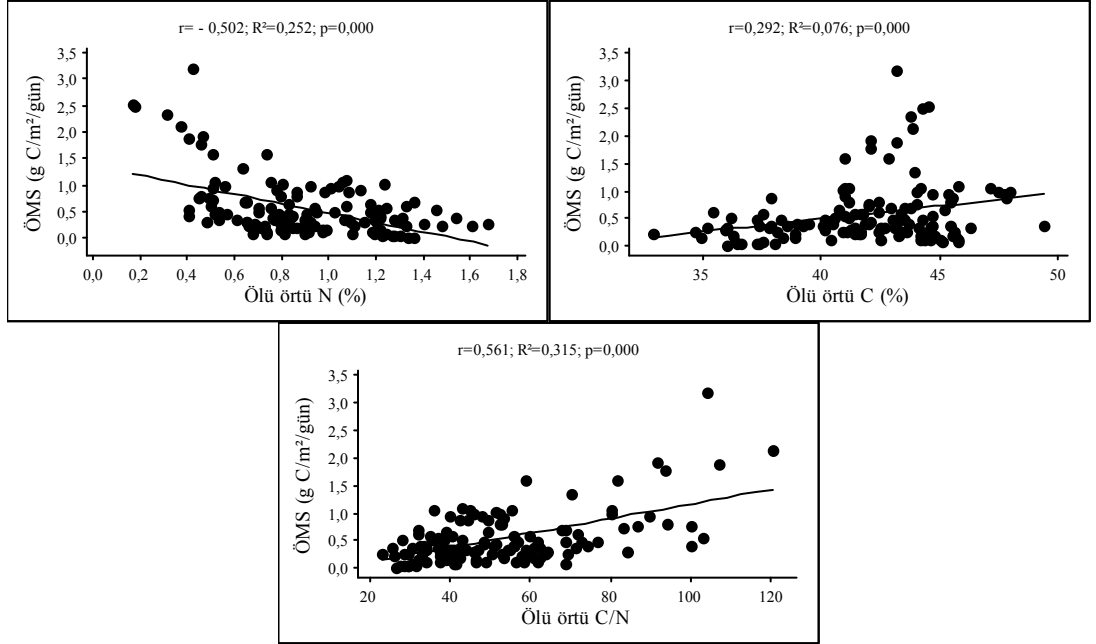 r= - 0,502; R²=0,252; p=0,000
ÖMS (g C/m²/gün)
3,5
3,0
2,5
2,0
1,5
1,0
0,5
0,0
0,0 0,2 0,4 0,6 0,8 1,0 1,2 1,4 1,6 1,8
Ölü örtü N (%)
r=0,292; R²=0,076; p=0,000
ÖMS (g C/m²/gün)
3,5
3,0
2,5
2,0
1,5
1,0
0,5
0,0
35 40 45 50
Ölü örtü C (%)
r=0,561; R²=0,315; p=0,000
ÖMS (g C/m²/gün)
3,5
3,0
2,5
2,0
1,5
1,0
0,5
0,0
20 40 60 80 100 120
Ölü örtü C/N